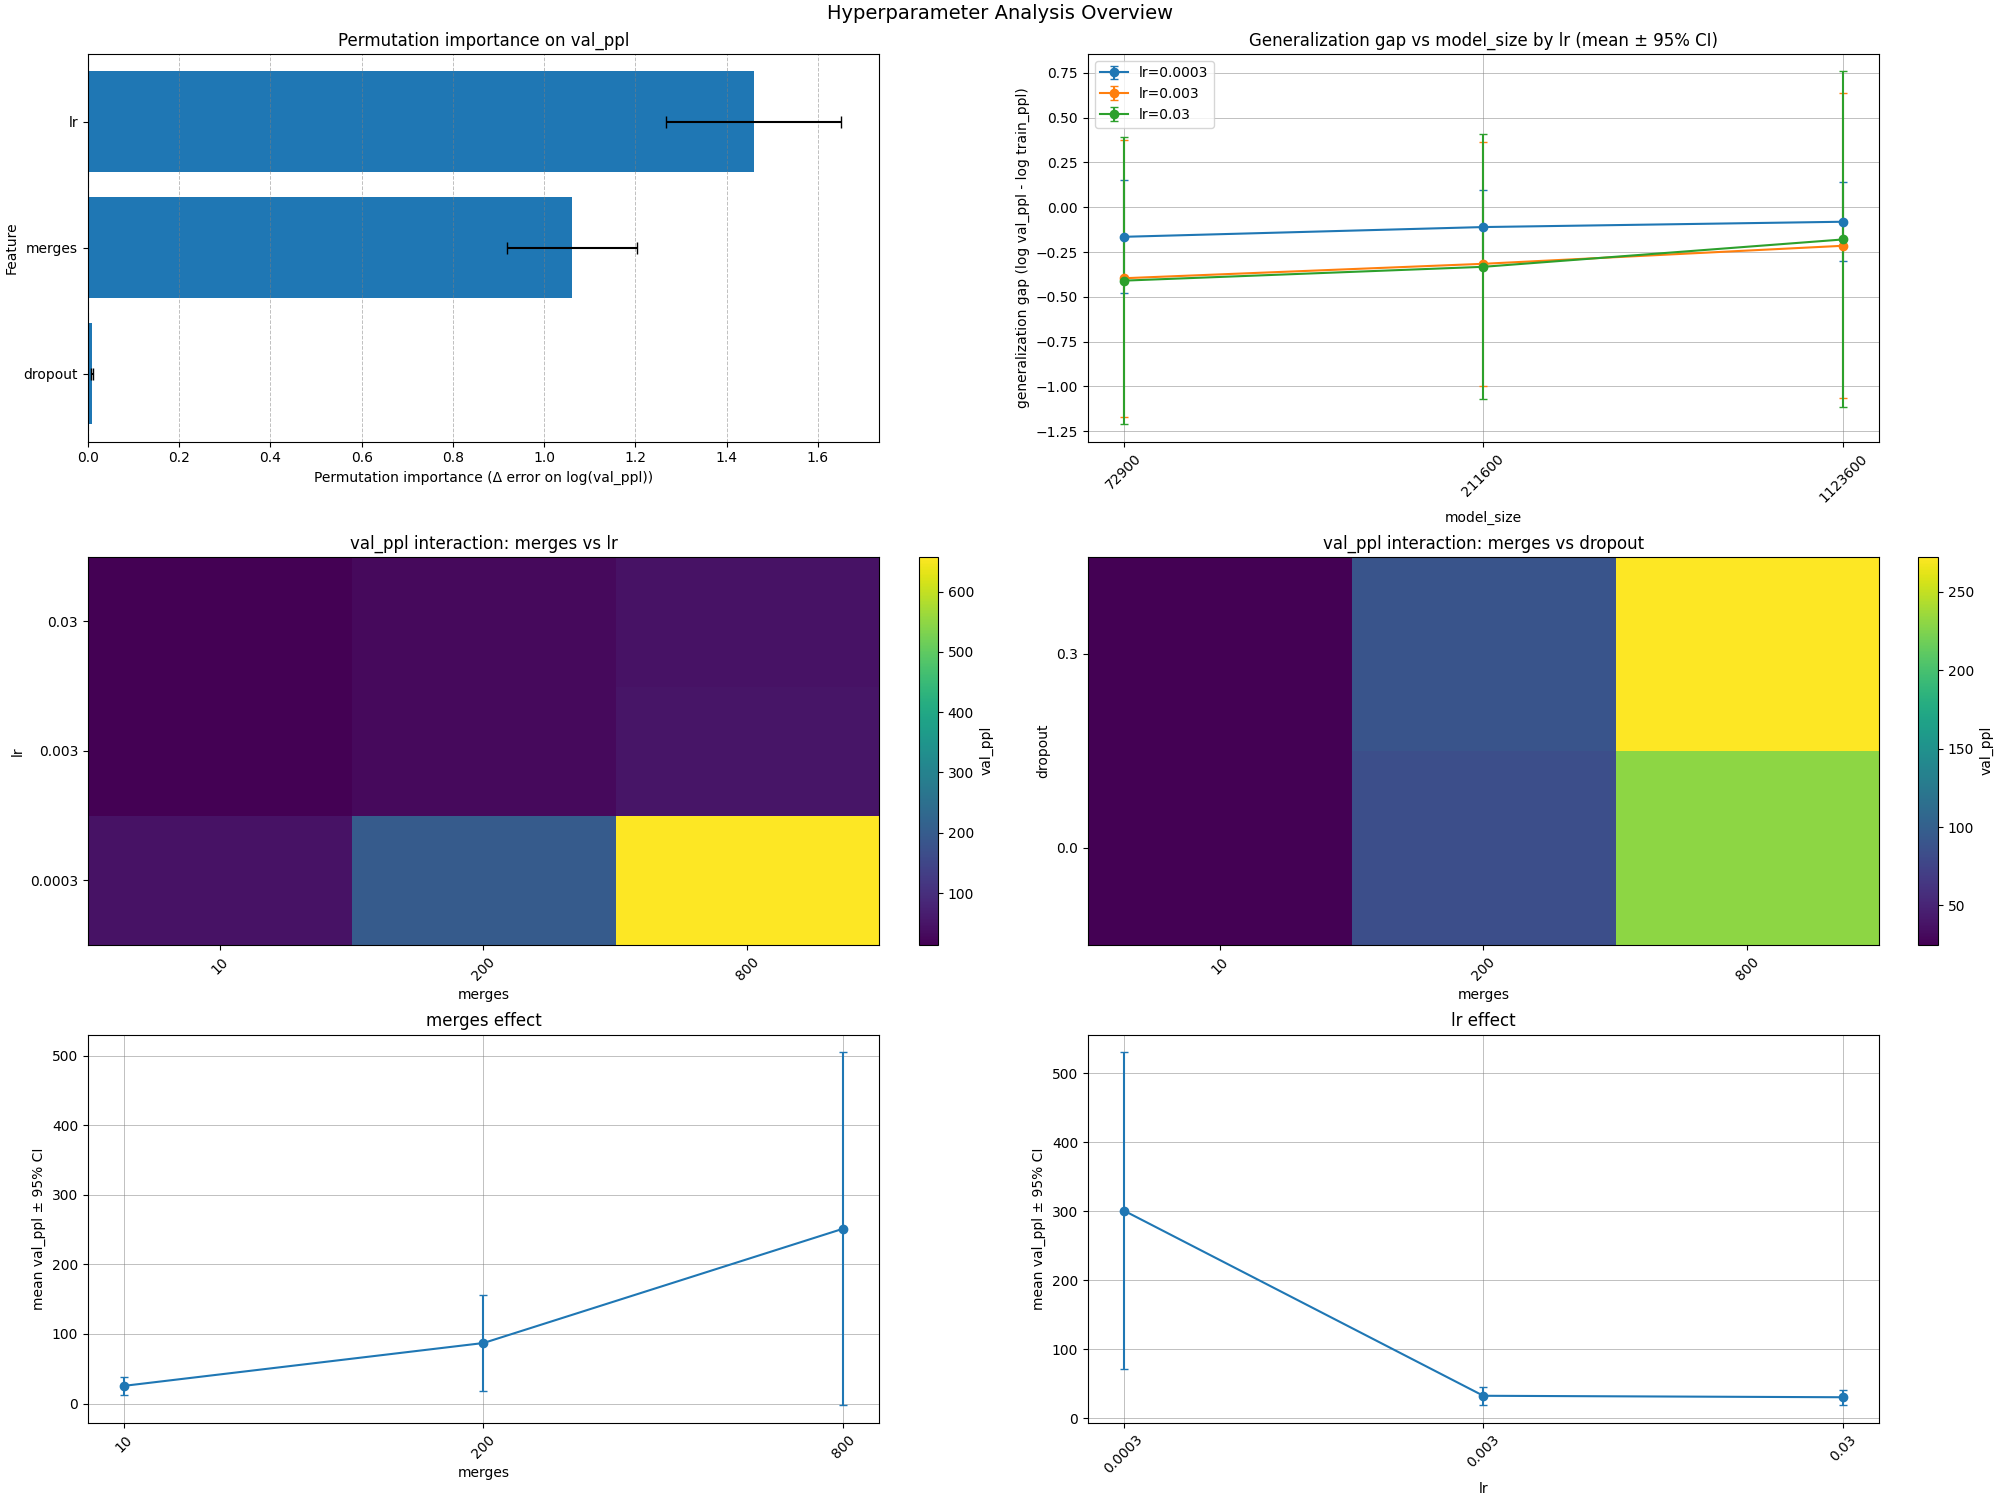 Hyperparameter Analysis Overview
Permutation importance on val_ppl
Feature
lr
merges
dropout
0.0 0.2 0.4 0.6 0.8 1.0 1.2 1.4 1.6
Permutation importance (Δ error on log(val_ppl))
Generalization gap vs model_size by lr (mean ± 95% CI)
generalization gap (log val_ppl - log train_ppl)
lr=0.0003
lr=0.003
lr=0.03
0.75
0.50
0.25
0.00
−0.25
−0.50
−0.75
−1.00
−1.25
72900 211600 1123600
model_size
val_ppl interaction: merges vs lr
lr
0.03
0.003
0.0003
10 200 800
merges
600
500
400
300
200
100
val_ppl
val_ppl interaction: merges vs dropout
dropout
0.3
0.0
10 200 800
merges
250
200
150
100
50
val_ppl
merges effect
mean val_ppl ± 95% CI
500
400
300
200
100
0
10 200 800
merges
lr effect
mean val_ppl ± 95% CI
500
400
300
200
100
0
0.0003 0.003 0.03
lr